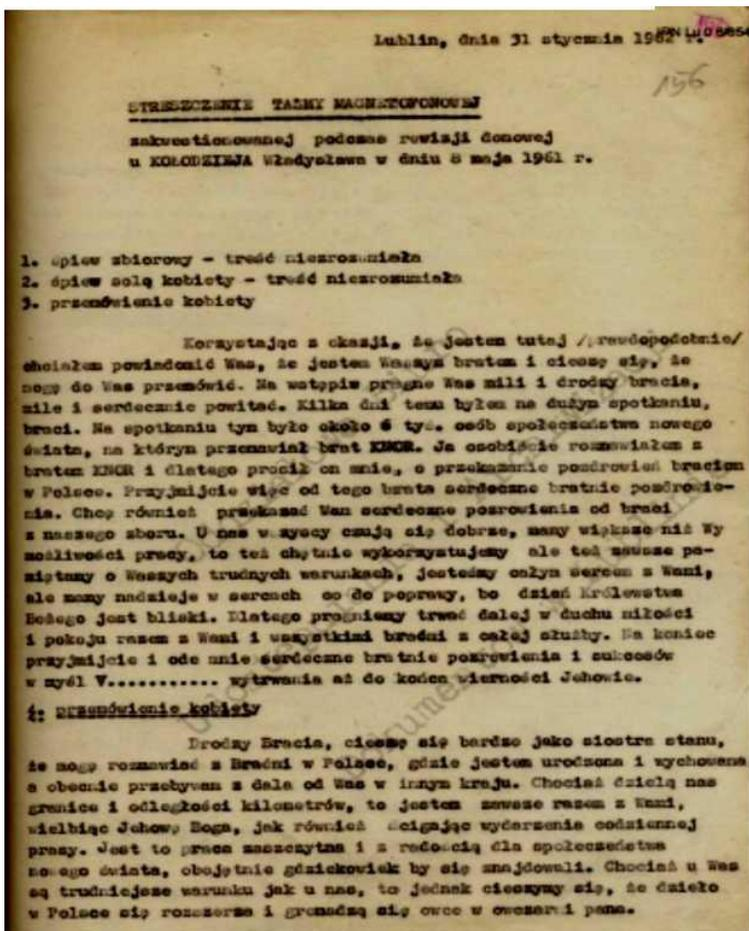 Lublin, dnia 31 stycznia 1962 r.
156
STRESZCZENIE TAŚMY MAGNETOFONOWEJ
zakwestionowanej podczas rewizji domowej
u KOŁODZIEJA Władysława w dniu 8 maja 1961 r.
1. śpiew zbiorowy - treść niezrozumiała
2. śpiew solą kobiety - treść niezrozumiała
3. przemówienie kobiety
Korzystając z okazji, że jestem tutaj /prawdopodobnie/
chciałem powiadomić Was, że jestem Waszym bratem i cieszę się, że
mogę do Was przemówić. Na wstępie pragnę Was mili i drodzy bracia,
mile i serdecznie powitać. Kilka dni temu byłem na dużym spotkaniu,
braci. Na spotkaniu tym było około 6 tys. osób społeczeństwa nowego
świata, na którym przemawiał brat KNOR. Ja osobiście rozmawiałem z
bratem KNOR i dlatego prosił on mnie, o przekazanie pozdrowień braciom
w Polsce. Przyjmijcie więc od tego brata serdeczne bratnie pozdrowie-
nia. Chcę również przekazać Wam serdeczne pozrowienia od braci
z naszego zboru. U nas wszyscy czują się dobrze, mamy większe niż Wy
możliwości pracy, to też chętnie wykorzystujemy ale też zawsze pa-
miętamy o Waszych trudnych warunkach, jesteśmy całym sercem z Wami,
ale mamy nadzieje w sercach co do poprawy, bo dzień Królewstwa
Bożego jest bliski. Dlatego pragniemy trwać dalej w duchu miłości
i pokoju razem z Wami i wszystkimi braćmi z całej służby. Na koniec
przyjmijcie i ode mnie serdeczne bratnie pozrowienia i sukcesów
w myśl V............ wytrwania aż do końca wierności Jehowie.
4. przemówienie kobiety
Drodzy Bracia, cieszę się bardzo jako siostra stanu,
że mogę rozmawiać z Braćmi w Polsce, gdzie jestem urodzona i wychowana
a obecnie przebywam z dala od Was w innym kraju. Chociaż dzielą nas
granice i odległości kilometrów, to jestem zawsze razem z Wami,
wielbiąc Jehowę Boga, jak również ścigając wydarzenia codziennej
prasy. Jest to praca zaszczytna i z radością dla społeczeństwa
nowego świata, obojętnie gdziekowiek by się znajdowali. Chociaż u Was
są trudniejsze warunku jak u nas, to jednak cieszymy się, że dzieło
w Polsce się rozszerza i gromadzą się owce w owczarni pana.